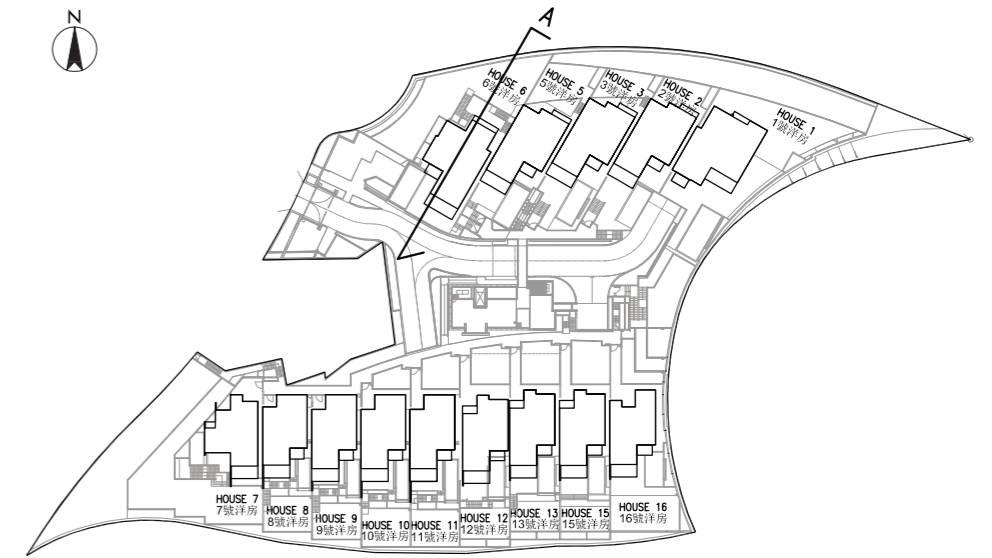 N
A
HOUSE 6
6號洋房
HOUSE 5
5號洋房
HOUSE 3
3號洋房
HOUSE 2
2號洋房
HOUSE 1
1號洋房
HOUSE 7
7號洋房
HOUSE 8
8號洋房
HOUSE 9
9號洋房
HOUSE 10
10號洋房
HOUSE 11
11號洋房
HOUSE 12
12號洋房
HOUSE 13
13號洋房
HOUSE 15
15號洋房
HOUSE 16
16號洋房